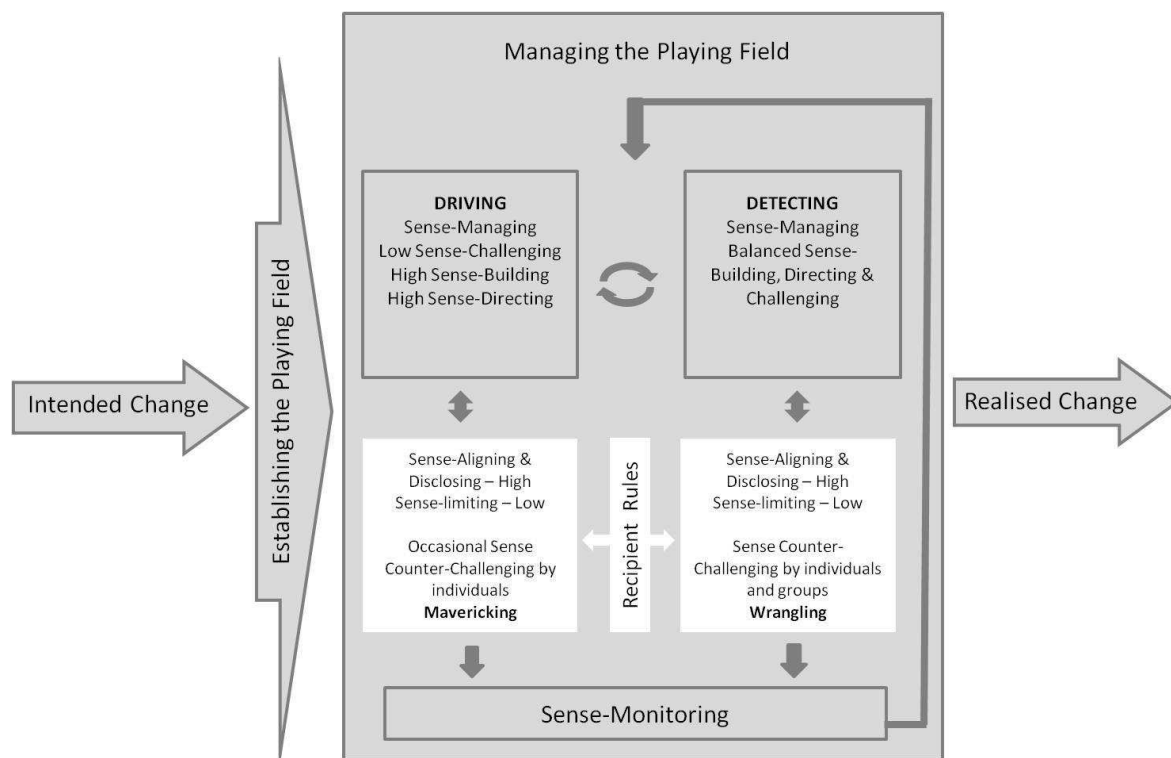 Managing the Playing Field
Intended Change
Establishing the Playing Field
DRIVING
Sense-Managing
Low Sense-Challenging
High Sense-Building
High Sense-Directing
DETECTING
Sense-Managing
Balanced Sense-
Building, Directing &
Challenging
Sense-Aligning &
Disclosing – High
Sense-limiting – Low
Occasional Sense
Counter-Challenging by
individuals
Mavericking
Recipient Rules
Sense-Aligning &
Disclosing – High
Sense-limiting – Low
Sense Counter-
Challenging by individuals
and groups
Wrangling
Sense-Monitoring
Realised Change